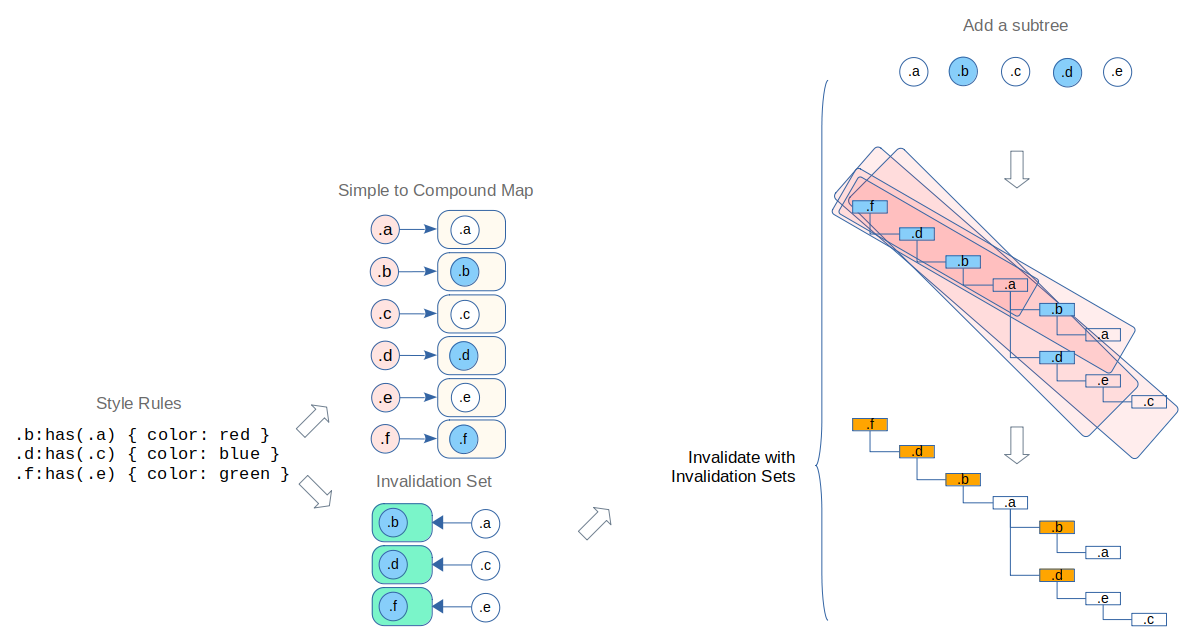 Add a subtree
.a .b .c .d .e
Simple to Compound Map
.a .a
.b .b
.c .c
.d .d
.e .e
.f .f
Style Rules
.b:has(.a) { color: red }
.d:has(.c) { color: blue }
.f:has(.e) { color: green }
Invalidation Set
.b .a
.d .c
.f .e
Invalidate with
Invalidation Sets
.f
.d
.b
.a
.b
.a
.d
.e
.c
.f
.d
.b
.a
.b
.a
.d
.e
.c